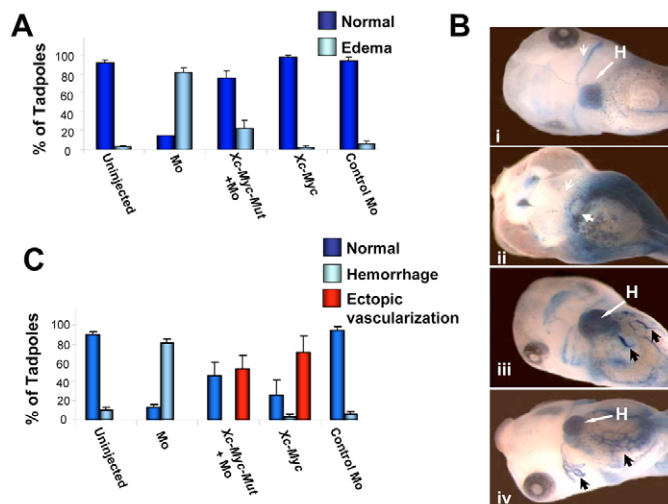 A
Normal
Edema
% of Tadpoles
100
80
60
40
20
0
Uninjected
Mo
Xc-Myc-Mut
+Mo
Xc-Myc
Control Mo
B
H
i
ii
H
iii
H
iv
C
Normal
Hemorrhage
Ectopic
vascularization
% of Tadpoles
100
80
60
40
20
0
Uninjected
Mo
Xc-Myc-Mut
+ Mo
Xc-Myc
Control Mo